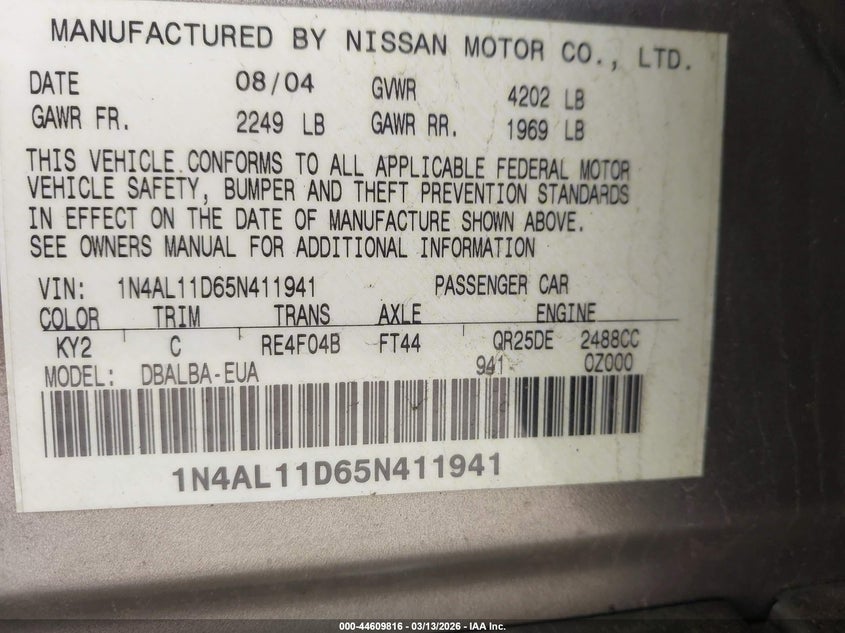 MANUFACTURED BY NISSAN MOTOR CO., LTD.
DATE 08/04 GVWR 4202 LB
GAWR FR. 2249 LB GAWR RR. 1969 LB
THIS VEHICLE CONFORMS TO ALL APPLICABLE FEDERAL MOTOR
VEHICLE SAFETY, BUMPER AND THEFT PREVENTION STANDARDS
IN EFFECT ON THE DATE OF MANUFACTURE SHOWN ABOVE.
SEE OWNERS MANUAL FOR ADDITIONAL INFORMATION
VIN: 1N4AL11D65N411941 PASSENGER CAR
COLOR TRIM TRANS AXLE ENGINE
KY2 C RE4F04B FT44 QR25DE 2488CC
MODEL: DBALBA-EUA 941 0Z000
1N4AL11D65N411941
000-44609816 - 03/13/2026 - IAA Inc.